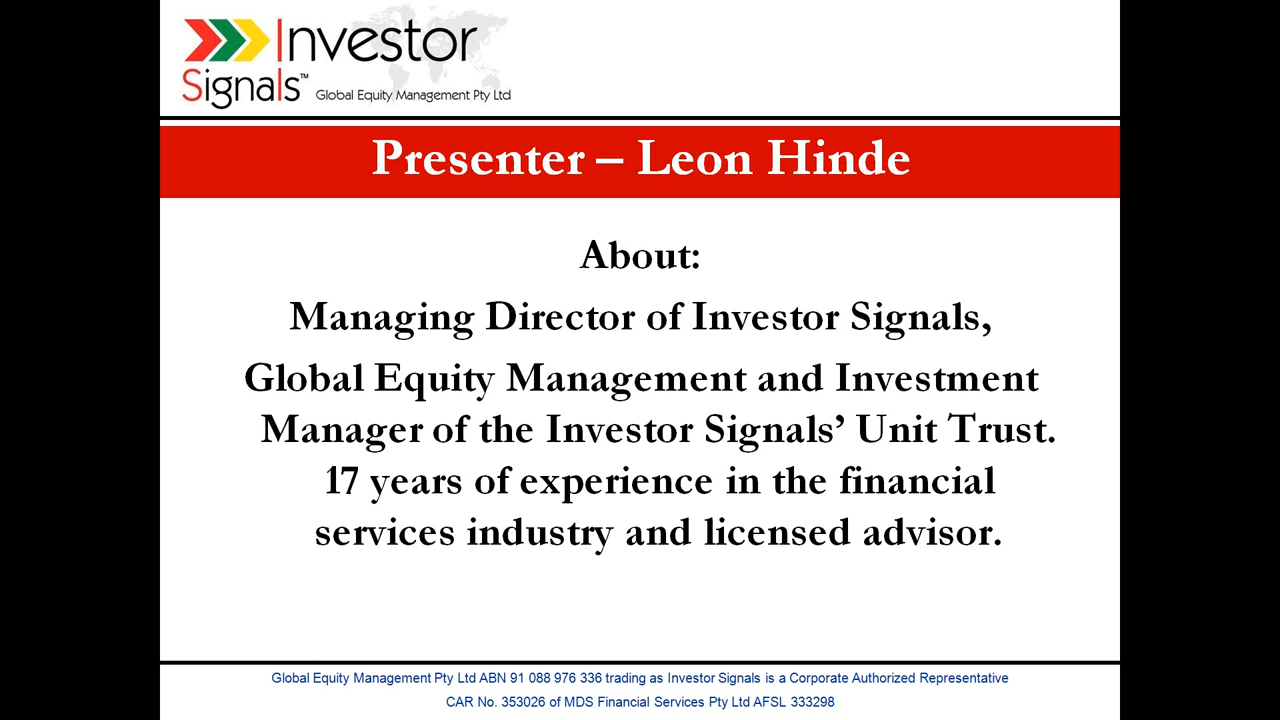 Investor
Signals™ Global Equity Management Pty Ltd
Presenter – Leon Hinde
About:
Managing Director of Investor Signals,
Global Equity Management and Investment
Manager of the Investor Signals’ Unit Trust.
17 years of experience in the financial
services industry and licensed advisor.
Global Equity Management Pty Ltd ABN 91 088 976 336 trading as Investor Signals is a Corporate Authorized Representative
CAR No. 353026 of MDS Financial Services Pty Ltd AFSL 333298